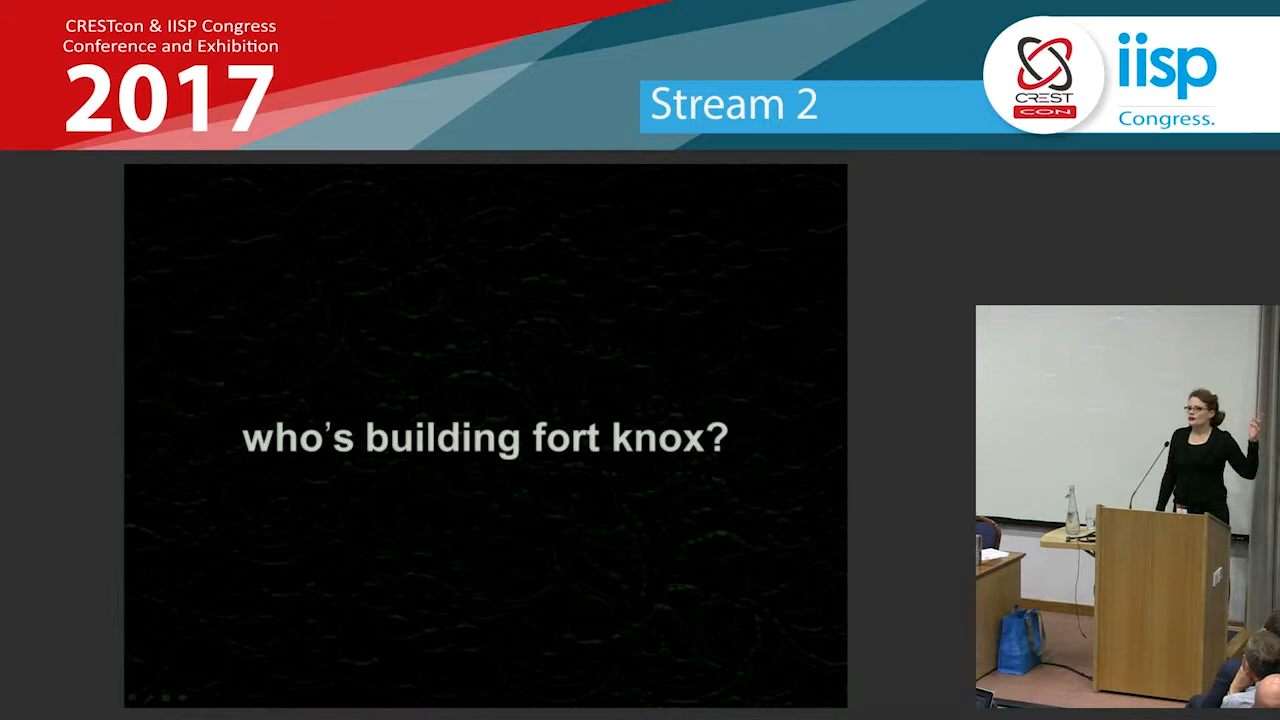 CRESTcon & IISP Congress
Conference and Exhibition
2017
Stream 2
CREST
CON
iisp
Congress.
who's building fort knox?